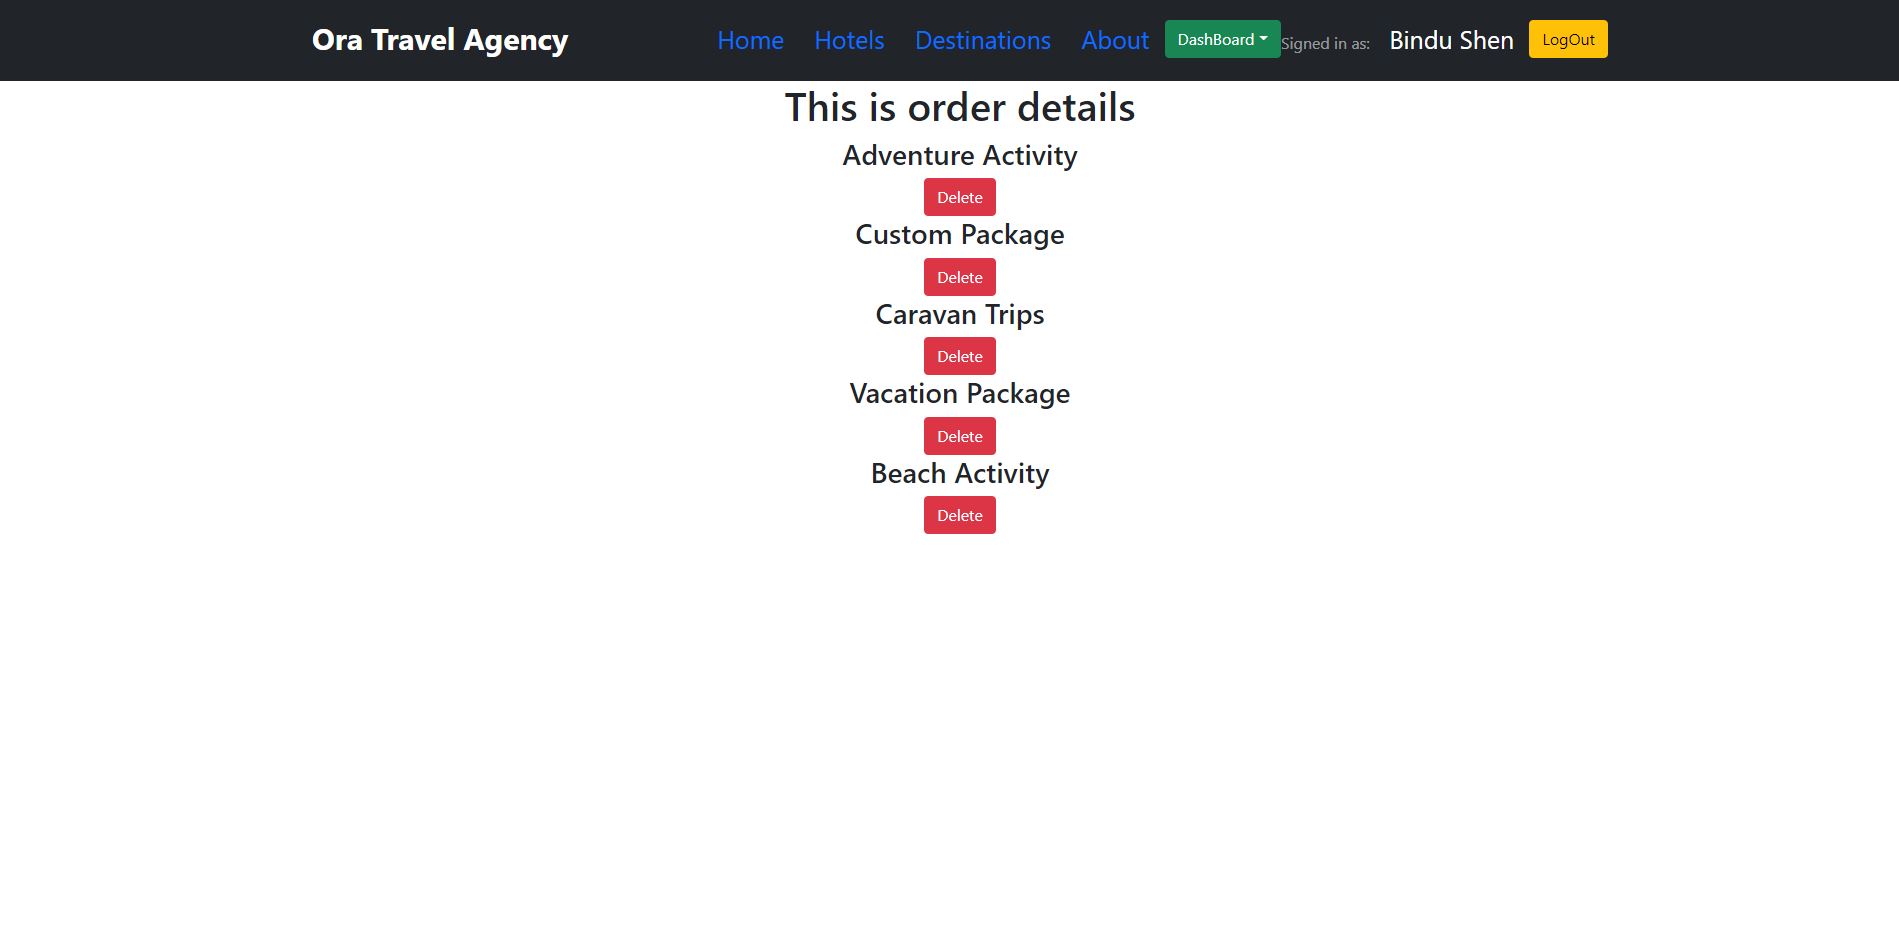 Ora Travel Agency Home Hotels Destinations About DashBoard Signed in as: Bindu Shen LogOut
This is order details
Adventure Activity
Delete
Custom Package
Delete
Caravan Trips
Delete
Vacation Package
Delete
Beach Activity
Delete